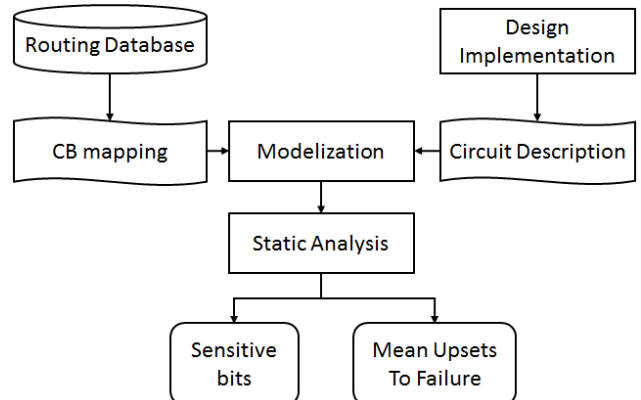 Routing Database
Design
Implementation
CB mapping
Modelization
Circuit Description
Static Analysis
Sensitive
bits
Mean Upsets
To Failure